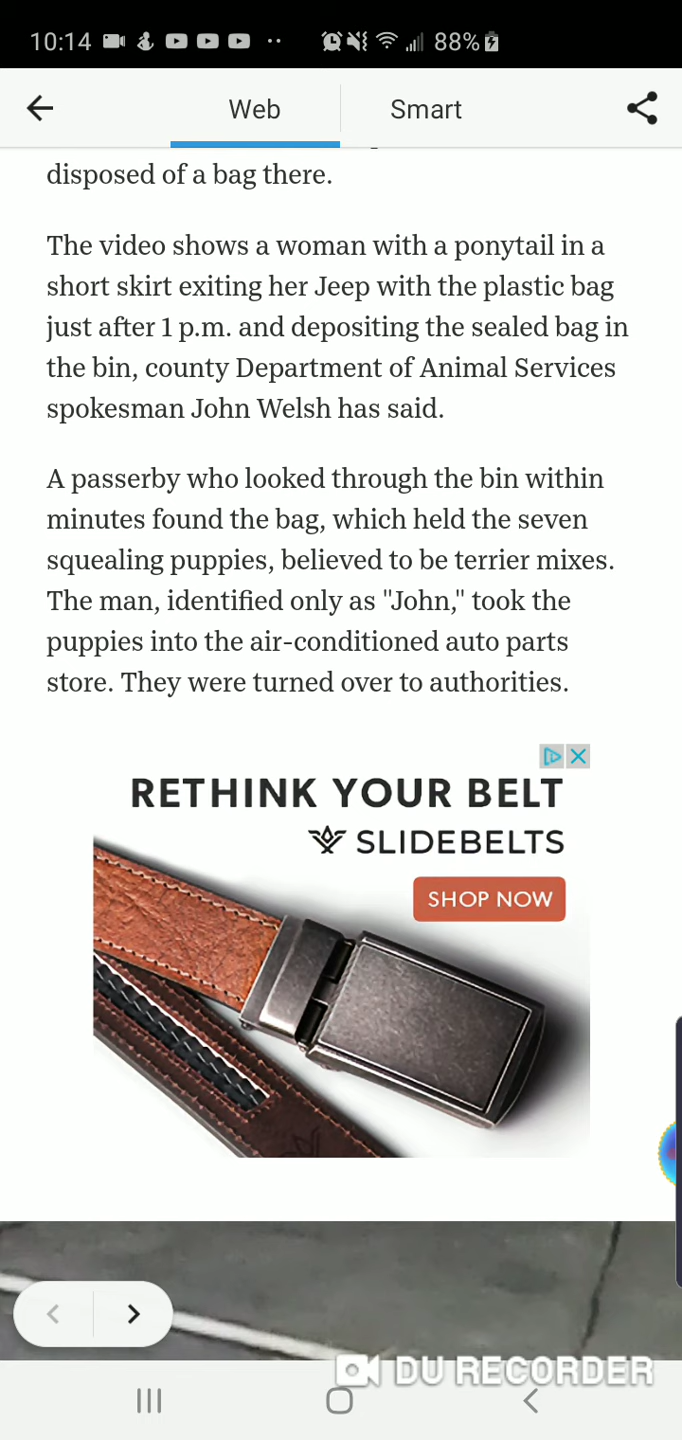 10:14 88%
Web Smart
disposed of a bag there.
The video shows a woman with a ponytail in a
short skirt exiting her Jeep with the plastic bag
just after 1 p.m. and depositing the sealed bag in
the bin, county Department of Animal Services
spokesman John Welsh has said.
A passerby who looked through the bin within
minutes found the bag, which held the seven
squealing puppies, believed to be terrier mixes.
The man, identified only as "John," took the
puppies into the air-conditioned auto parts
store. They were turned over to authorities.
RETHINK YOUR BELT
SLIDEBELTS
SHOP NOW
DU RECORDER